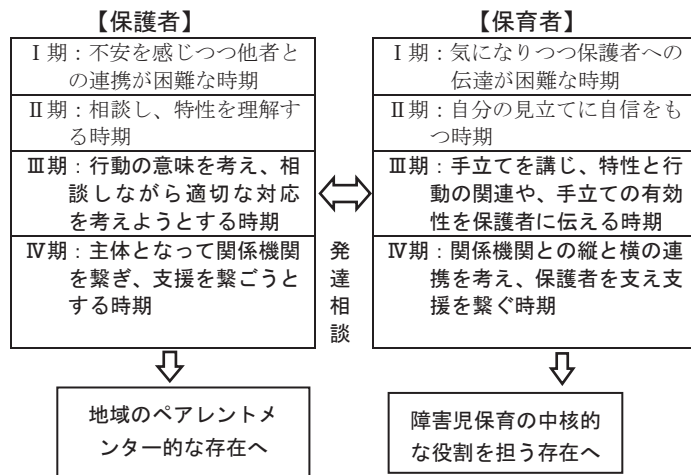 【保護者】
Ⅰ期：不安を感じつつ他者と
の連携が困難な時期
Ⅱ期：相談し、特性を理解す
る時期
Ⅲ期：行動の意味を考え、相
談しながら適切な対応
を考えようとする時期
Ⅳ期：主体となって関係機関
を繋ぎ、支援を繋ごうと
する時期
発達相談
【保育者】
Ⅰ期：気になりつつ保護者への
伝達が困難な時期
Ⅱ期：自分の見立てに自信をも
つ時期
Ⅲ期：手立てを講じ、特性と行
動の関連や、手立ての有効
性を保護者に伝える時期
Ⅳ期：関係機関との縦と横の連
携を考え、保護者を支え支
援を繋ぐ時期
地域のペアレントメ
ンター的な存在へ
障害児保育の中核的
な役割を担う存在へ